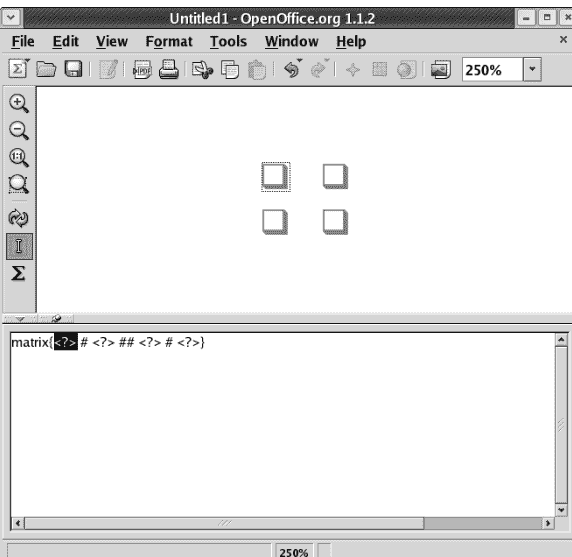 Untitled1 - OpenOffice.org 1.1.2
File Edit View Format Tools Window Help
250%
matrix{<?> # <?> ## <?> # <?>}
250%